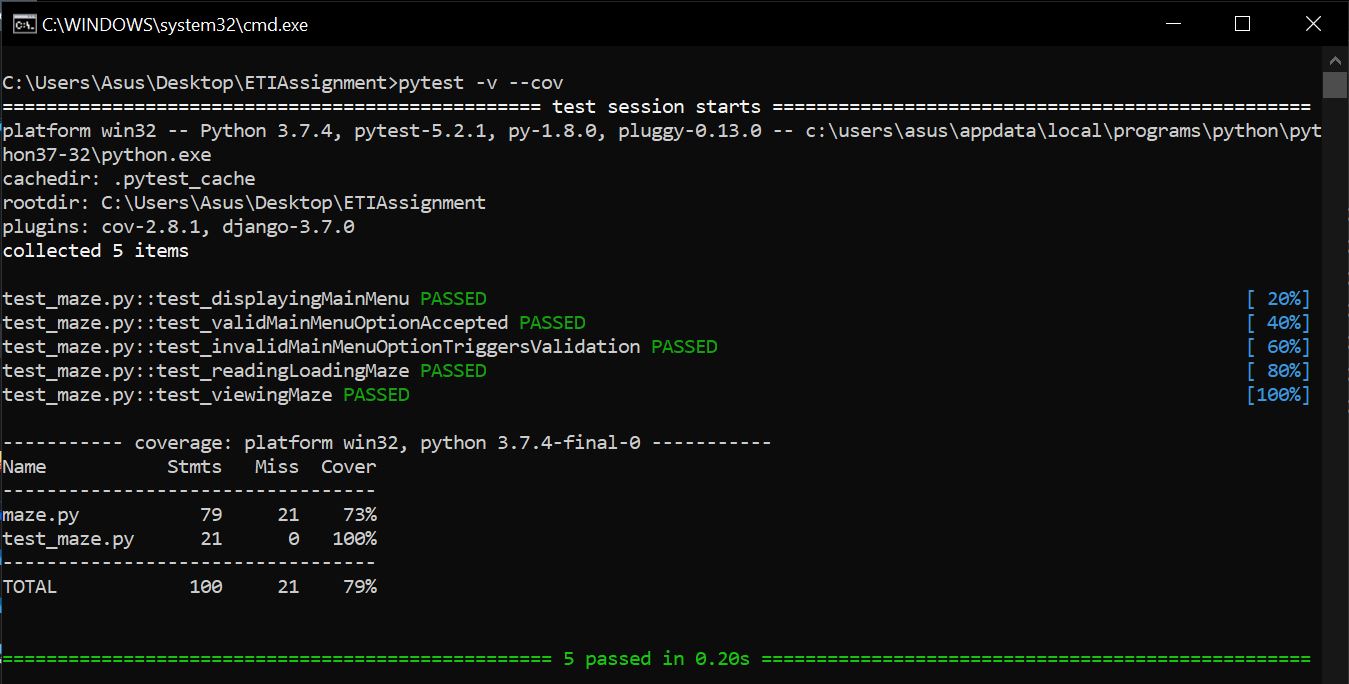 C:\WINDOWS\system32\cmd.exe
C:\Users\Asus\Desktop\ETIAssignment>pytest -v --cov
================================================= test session starts =================================================
platform win32 -- Python 3.7.4, pytest-5.2.1, py-1.8.0, pluggy-0.13.0 -- c:\users\asus\appdata\local\programs\python\pyt
hon37-32\python.exe
cachedir: .pytest_cache
rootdir: C:\Users\Asus\Desktop\ETIAssignment
plugins: cov-2.8.1, django-3.7.0
collected 5 items
test_maze.py::test_displayingMainMenu PASSED [ 20%]
test_maze.py::test_validMainMenuOptionAccepted PASSED [ 40%]
test_maze.py::test_invalidMainMenuOptionTriggersValidation PASSED [ 60%]
test_maze.py::test_readingLoadingMaze PASSED [ 80%]
test_maze.py::test_viewingMaze PASSED [100%]
----------- coverage: platform win32, python 3.7.4-final-0 -----------
Name Stmts Miss Cover
----------------------------------
maze.py 79 21 73%
test_maze.py 21 0 100%
----------------------------------
TOTAL 100 21 79%
================================================== 5 passed in 0.20s ==================================================